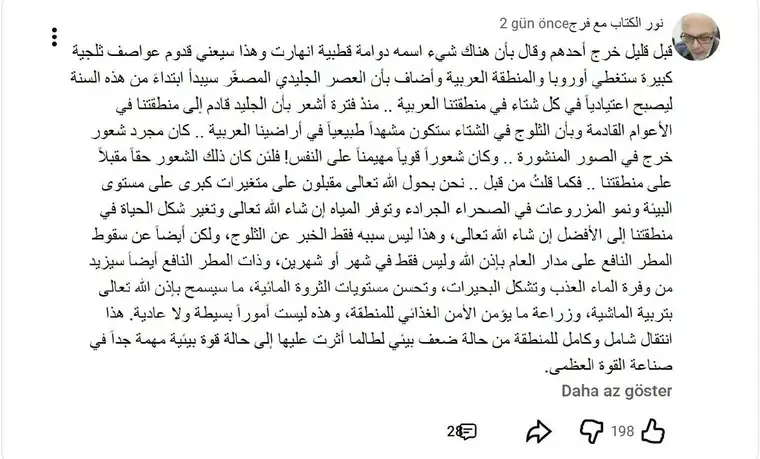 نور الكتاب مع فرج 2 gün önce
قبل قليل خرج أحدهم وقال بأن هناك شيء اسمه دوامة قطبية انهارت وهذا سيعني قدوم عواصف ثلجية
كبيرة ستغطي أوروبا والمنطقة العربية وأضاف بأن العصر الجليدي المصغّر سيبدأ ابتداءً من هذه السنة
ليصبح اعتيادياً في كل شتاء في منطقتنا العربية .. منذ فترة أشعر بأن الجليد قادم إلى منطقتنا في
الأعوام القادمة وبأن الثلوج في الشتاء ستكون مشهداً طبيعياً في أراضينا العربية .. كان مجرد شعور
خرج في الصور المنشورة .. وكان شعوراً قوياً مهيمناً على النفس! فلئن كان ذلك الشعور حقاً مقبلاً
على منطقتنا .. فكما قلتُ من قبل .. نحن بحول الله تعالى مقبلون على متغيرات كبرى على مستوى
البيئة ونمو المزروعات في الصحراء الجرداء وتوفر المياه إن شاء الله تعالى وتغير شكل الحياة في
منطقتنا إلى الأفضل إن شاء الله تعالى، وهذا ليس سببه فقط الخبر عن الثلوج، ولكن أيضاً عن سقوط
المطر النافع على مدار العام بإذن الله وليس فقط في شهر أو شهرين، وذات المطر النافع أيضاً سيزيد
من وفرة الماء العذب وتشكل البحيرات، وتحسن مستويات الثروة المائية، ما سيسمح بإذن الله تعالى
بتربية الماشية، وزراعة ما يؤمن الأمن الغذائي للمنطقة، وهذه ليست أموراً بسيطة ولا عادية. هذا
انتقال شامل وكامل للمنطقة من حالة ضعف بيئي لطالما أثرت عليها إلى حالة قوة بيئية مهمة جداً في
صناعة القوة العظمى.
Daha az göster
198 28